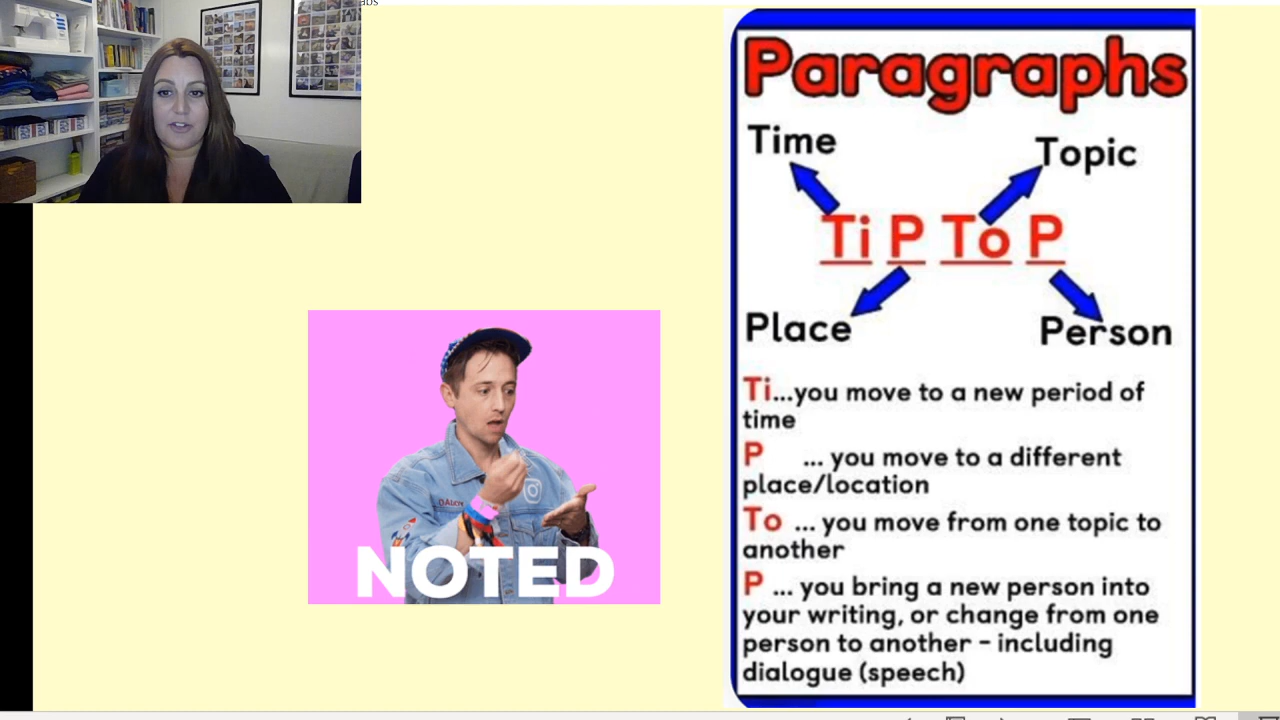 abs
Paragraphs
Time
Topic
Ti P To P
Place
Person
Ti...you move to a new period of
time
P ... you move to a different
place/location
To ... you move from one topic to
another
P ... you bring a new person into
your writing, or change from one
person to another - including
dialogue (speech)
NOTED